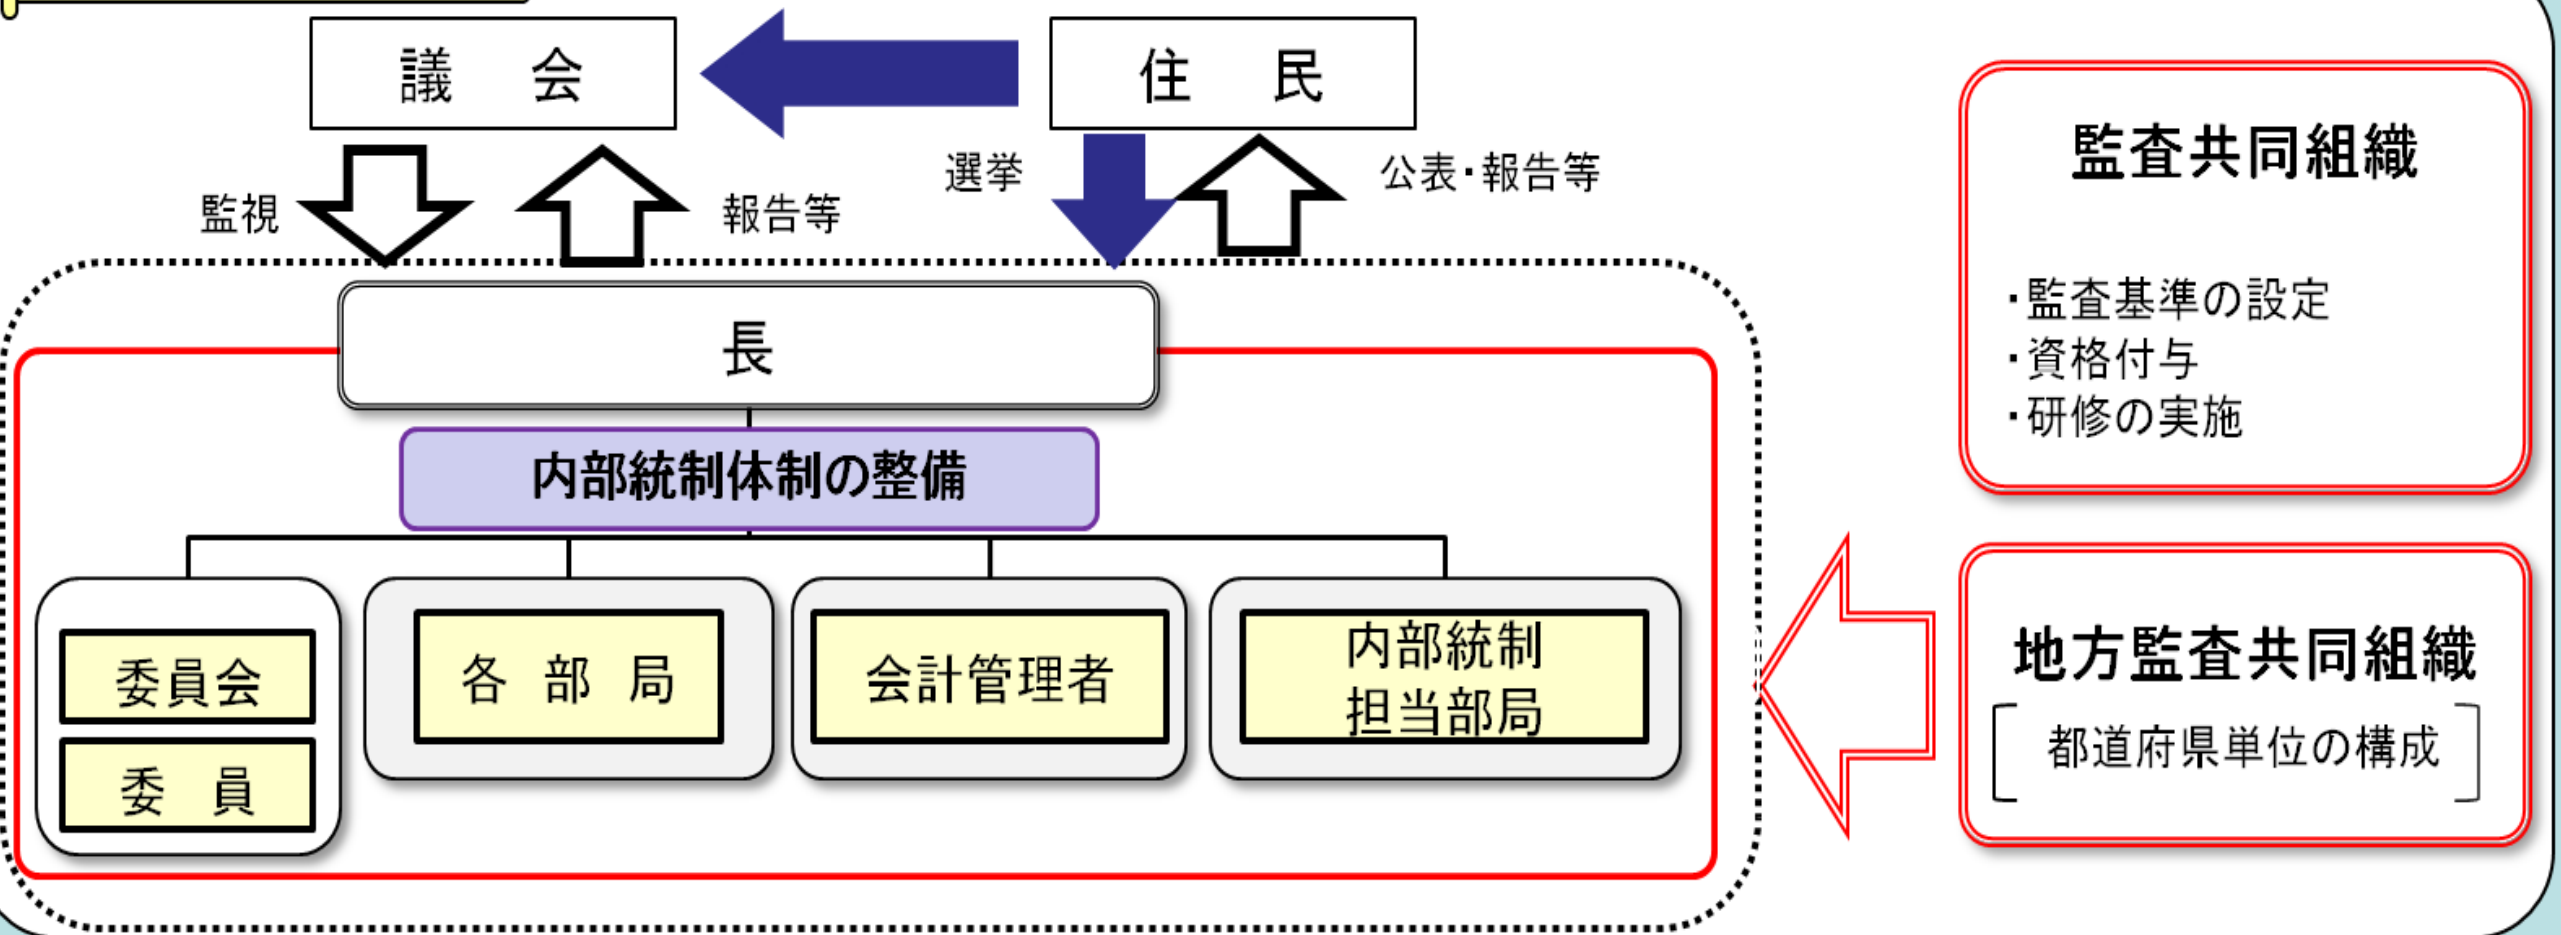 議　会
住　民
監視
報告等
選挙
公表・報告等
長
内部統制体制の整備
委員会
委　員
各　部　局
会計管理者
内部統制
担当部局
監査共同組織
・監査基準の設定
・資格付与
・研修の実施
地方監査共同組織
都道府県単位の構成